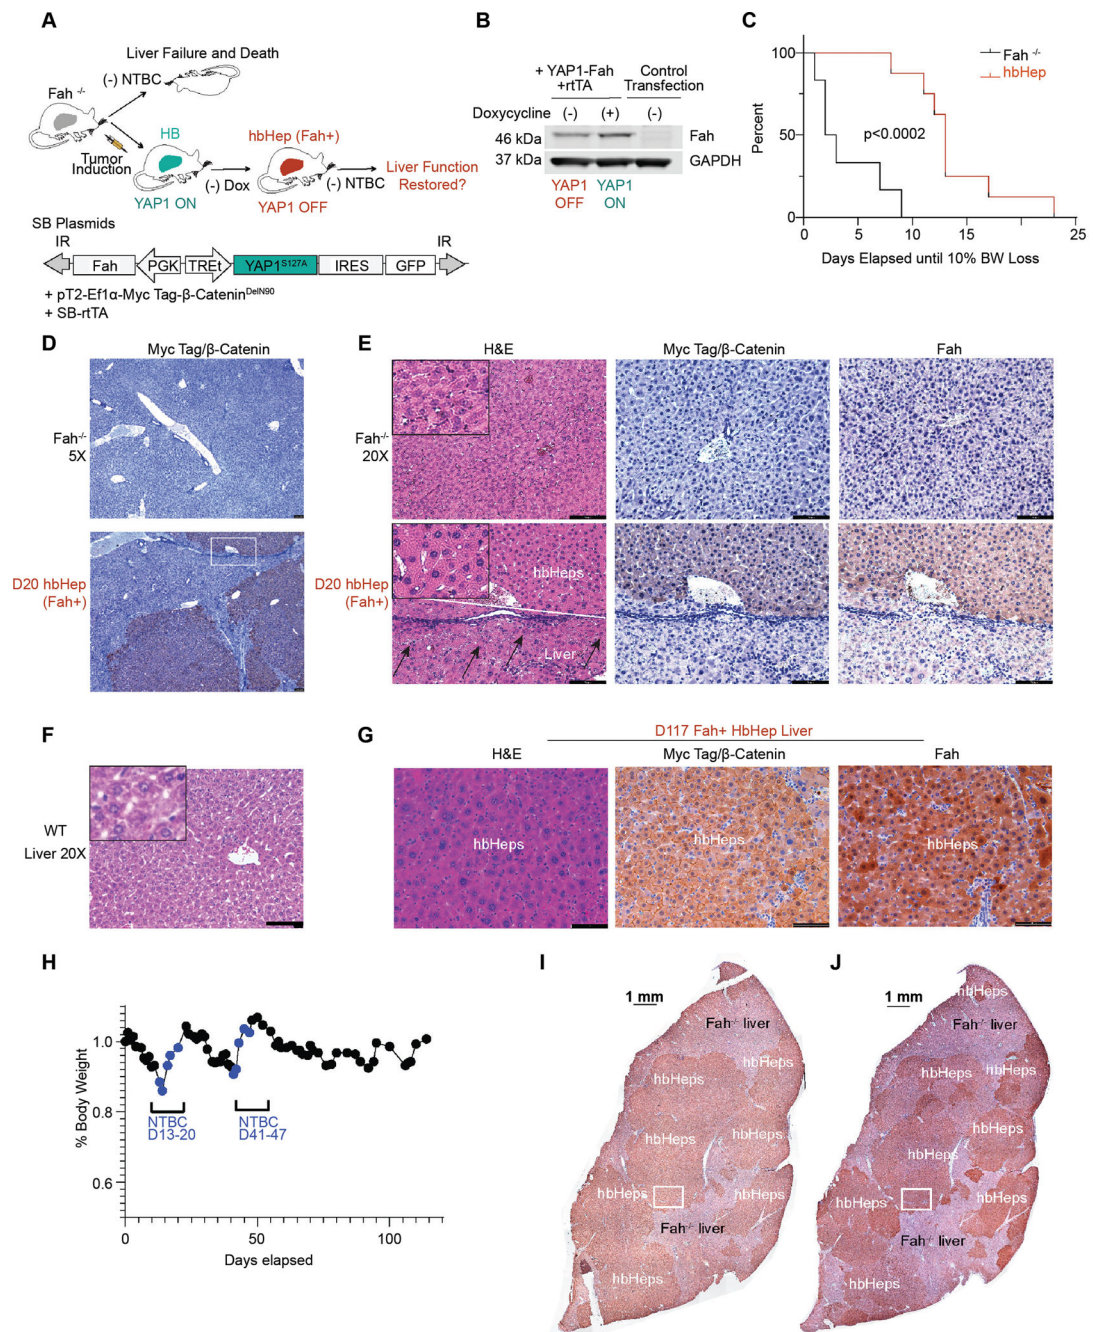 A
Liver Failure and Death
(-) NTBC
Fah -/-
Tumor
Induction
HB
YAP1 ON
(-) Dox
hbHep (Fah+)
YAP1 OFF
(-) NTBC
Liver Function
Restored?
SB Plasmids
IR
IR
Fah
PGK
TREt
YAP1S127A
IRES
GFP
+ pT2-Ef1α-Myc Tag-β-CateninDelN90
+ SB-rtTA
B
+ YAP1-Fah
+rtTA
Control
Transfection
Doxycycline (-) (+) (-)
46 kDa
Fah
37 kDa
GAPDH
YAP1
OFF
YAP1
ON
C
Fah -/-
hbHep
p<0.0002
Percent
100
50
0
0 5 10 15 20 25
Days Elapsed until 10% BW Loss
D
Myc Tag/β-Catenin
Fah-/-
5X
D20 hbHep
(Fah+)
E
H&E
Myc Tag/β-Catenin
Fah
Fah-/-
20X
D20 hbHep
(Fah+)
hbHeps
Liver
F
WT
Liver 20X
G
D117 Fah+ HbHep Liver
H&E
Myc Tag/β-Catenin
Fah
hbHeps
hbHeps
hbHeps
H
% Body Weight
1.0
0.8
0.6
NTBC
D13-20
NTBC
D41-47
0 50 100
Days elapsed
I
1 mm
Fah-/- liver
hbHeps
hbHeps
hbHeps
hbHeps
hbHeps
hbHeps
Fah-/- liver
hbHeps
J
1 mm
hbHeps
Fah-/- liver
hbHeps
hbHeps
hbHeps
hbHeps
hbHeps
Fah-/- liver
hbHeps